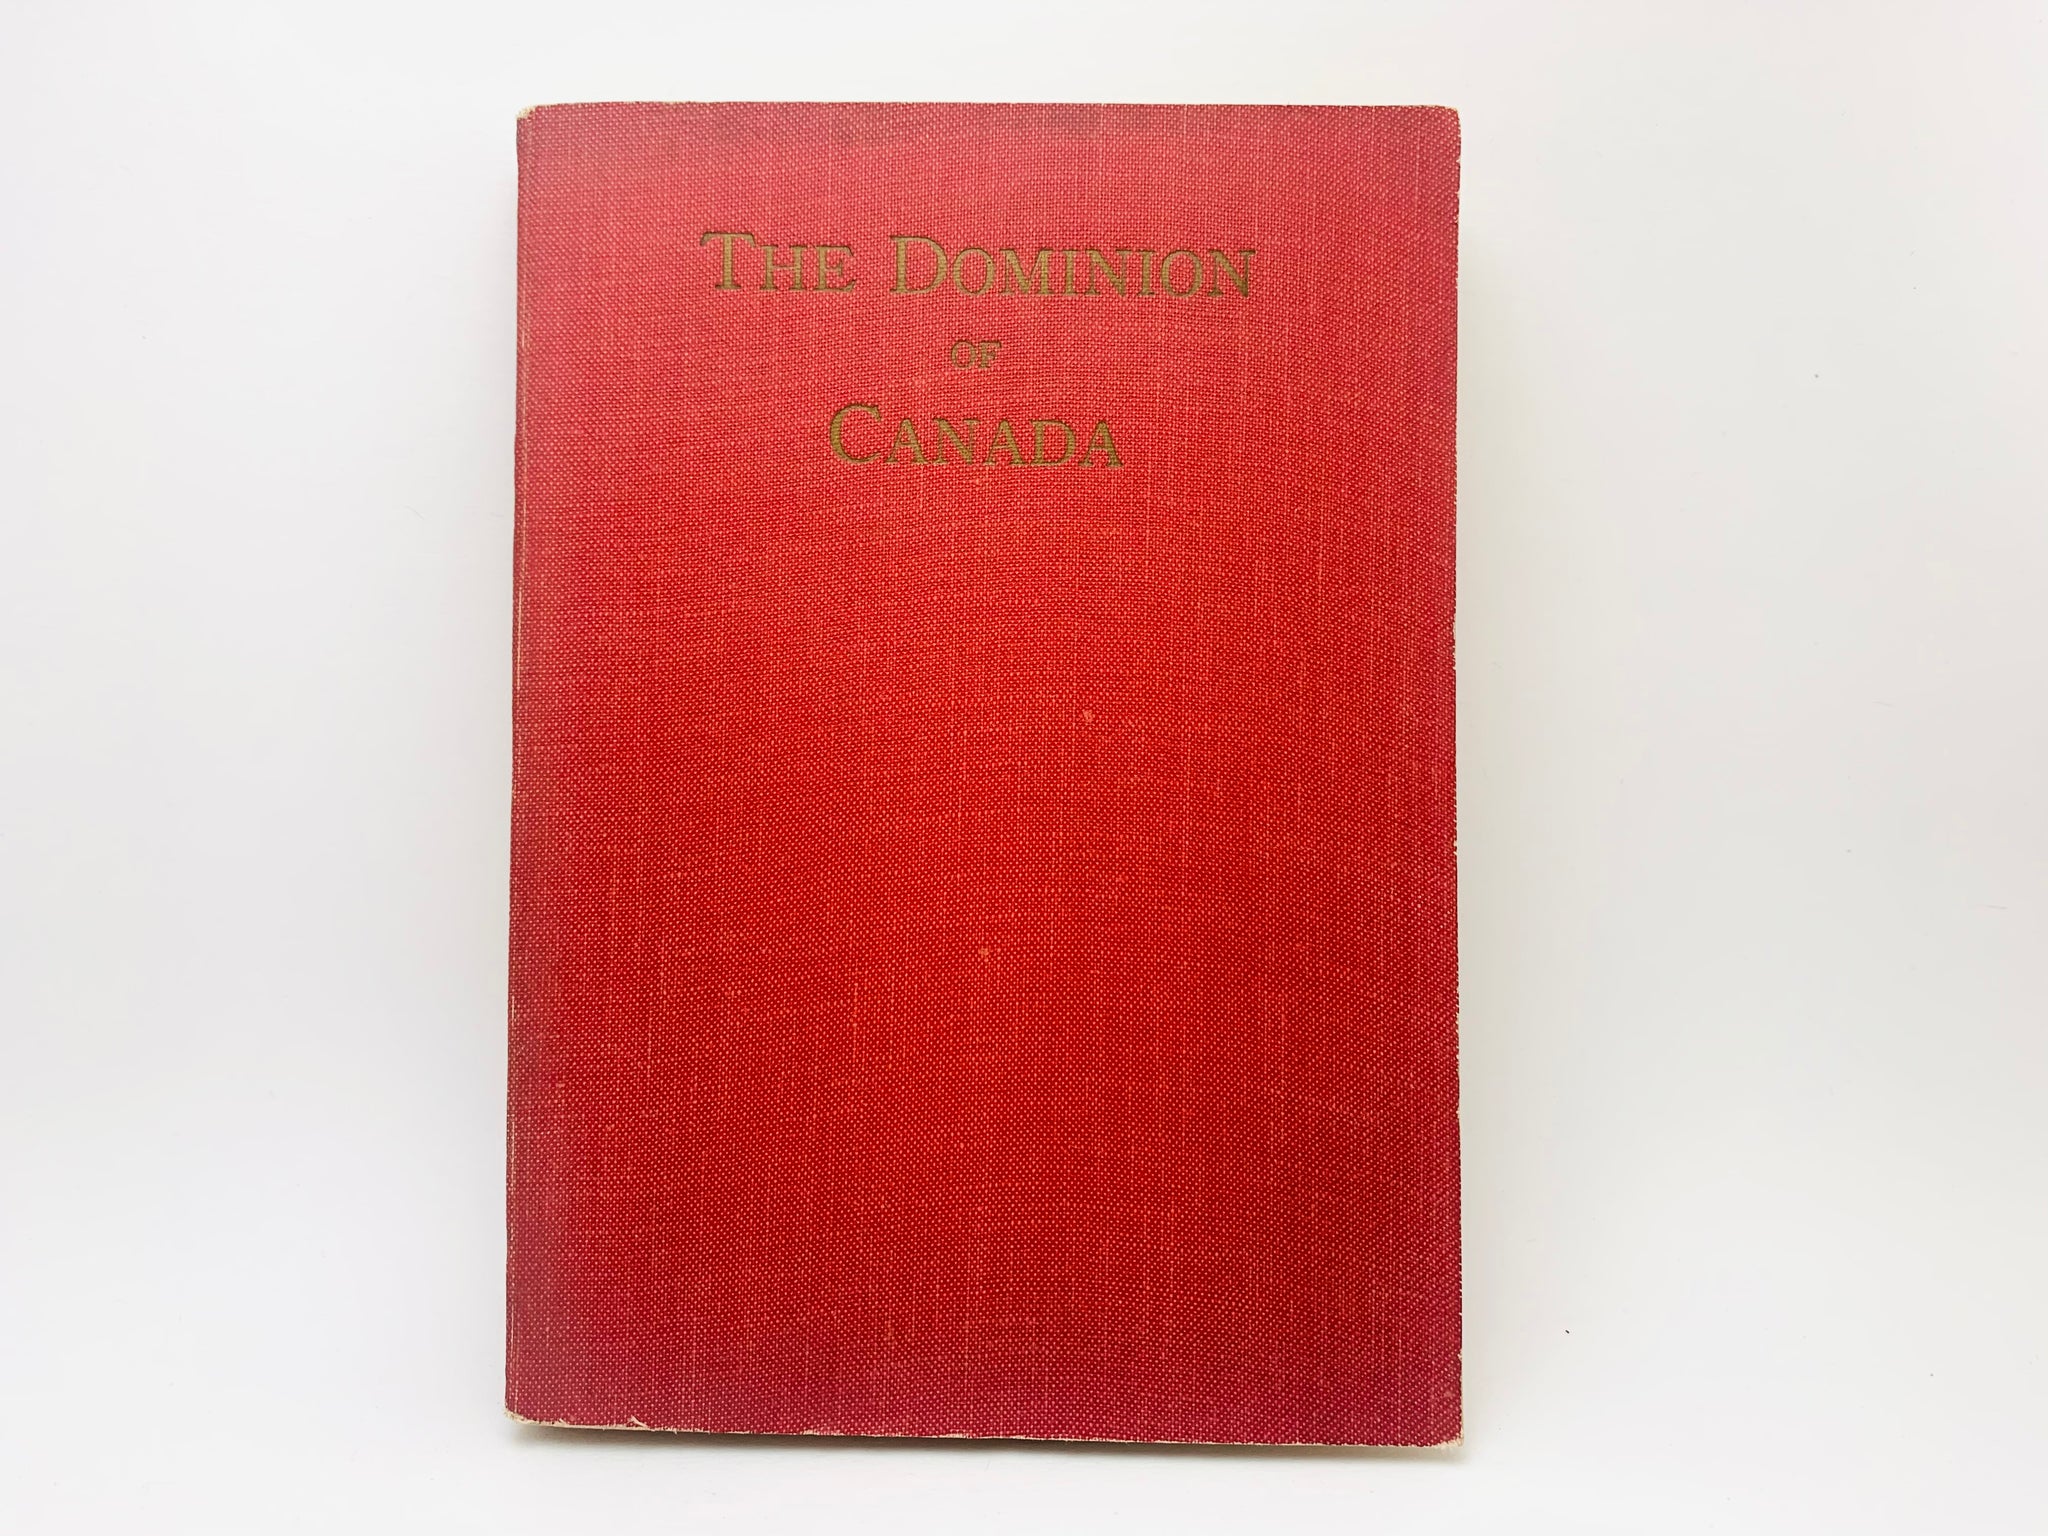 THE DOMINION
OF
CANADA